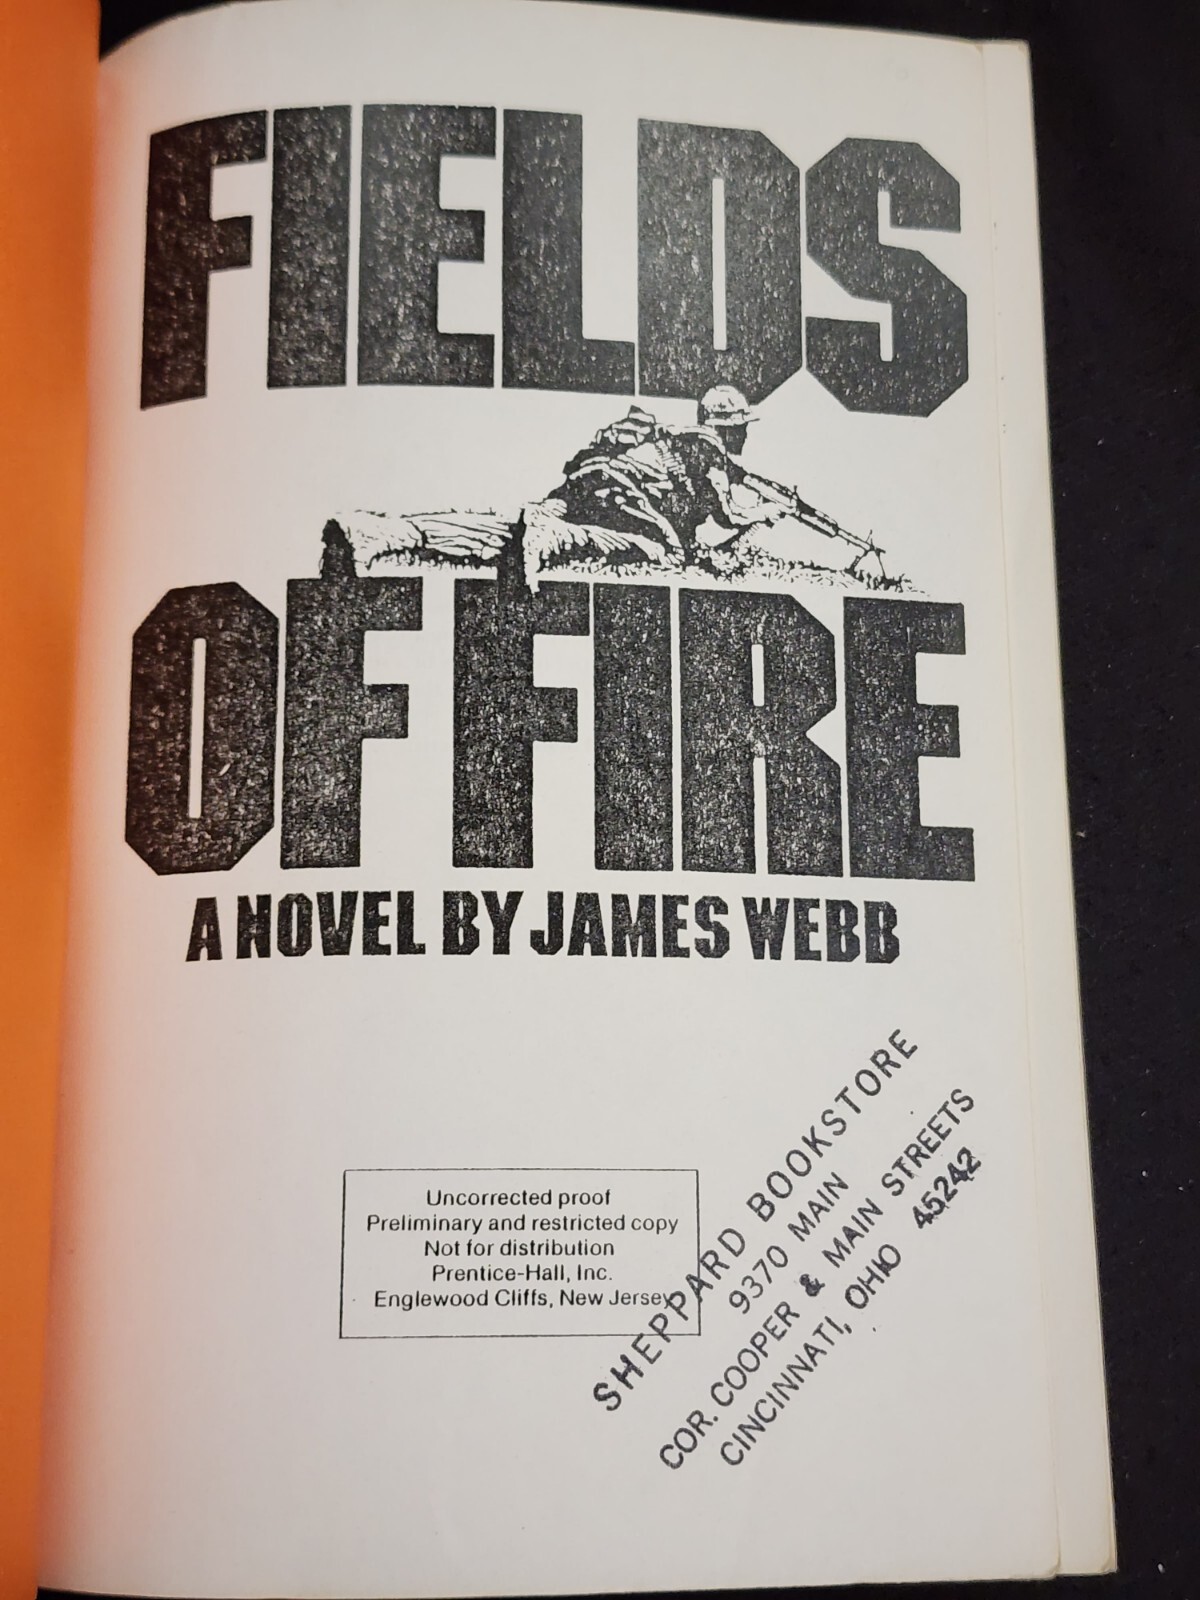 FIELDS
OF FIRE
A NOVEL BY JAMES WEBB
Uncorrected proof
Preliminary and restricted copy
Not for distribution
Prentice-Hall, Inc.
Englewood Cliffs, New Jersey
SHEPPARD BOOKSTORE
9370 MAIN
COR. COOPER & MAIN STREETS
CINCINNATI, OHIO 45242